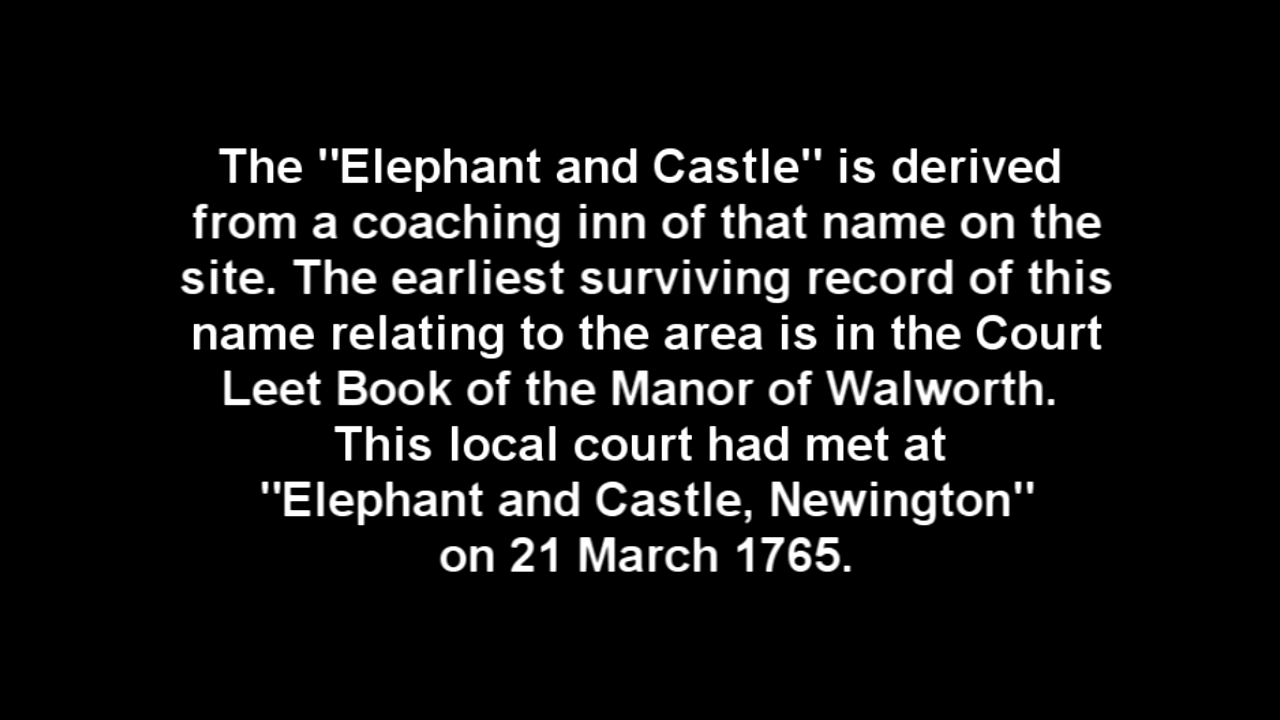 The "Elephant and Castle" is derived
from a coaching inn of that name on the
site. The earliest surviving record of this
name relating to the area is in the Court
Leet Book of the Manor of Walworth.
This local court had met at
"Elephant and Castle, Newington"
on 21 March 1765.